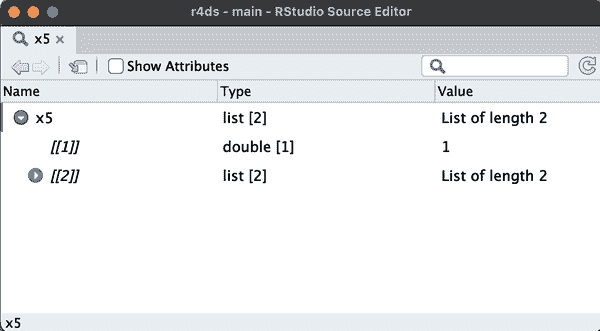 r4ds - main - RStudio Source Editor
x5
Show Attributes
Name Type Value
x5 list [2] List of length 2
[[1]] double [1] 1
[[2]] list [2] List of length 2
x5